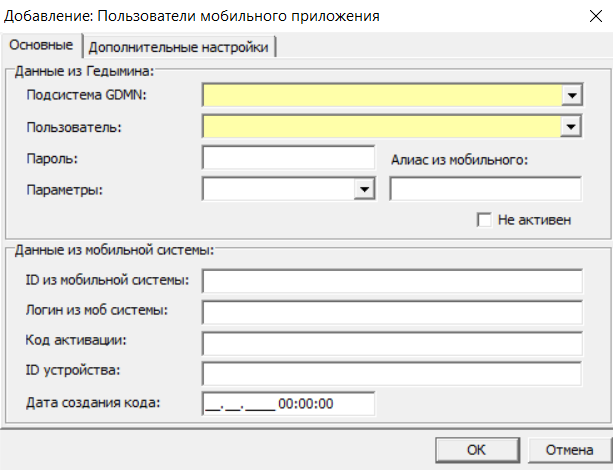 Добавление: Пользователи мобильного приложения
Основные Дополнительные настройки
Данные из Гедымина:
Подсистема GDMN:
Пользователь:
Пароль: Алиас из мобильного:
Параметры:
Не активен
Данные из мобильной системы:
ID из мобильной системы:
Логин из моб системы:
Код активации:
ID устройства:
Дата создания кода: __.__.____ 00:00:00
OK Отмена